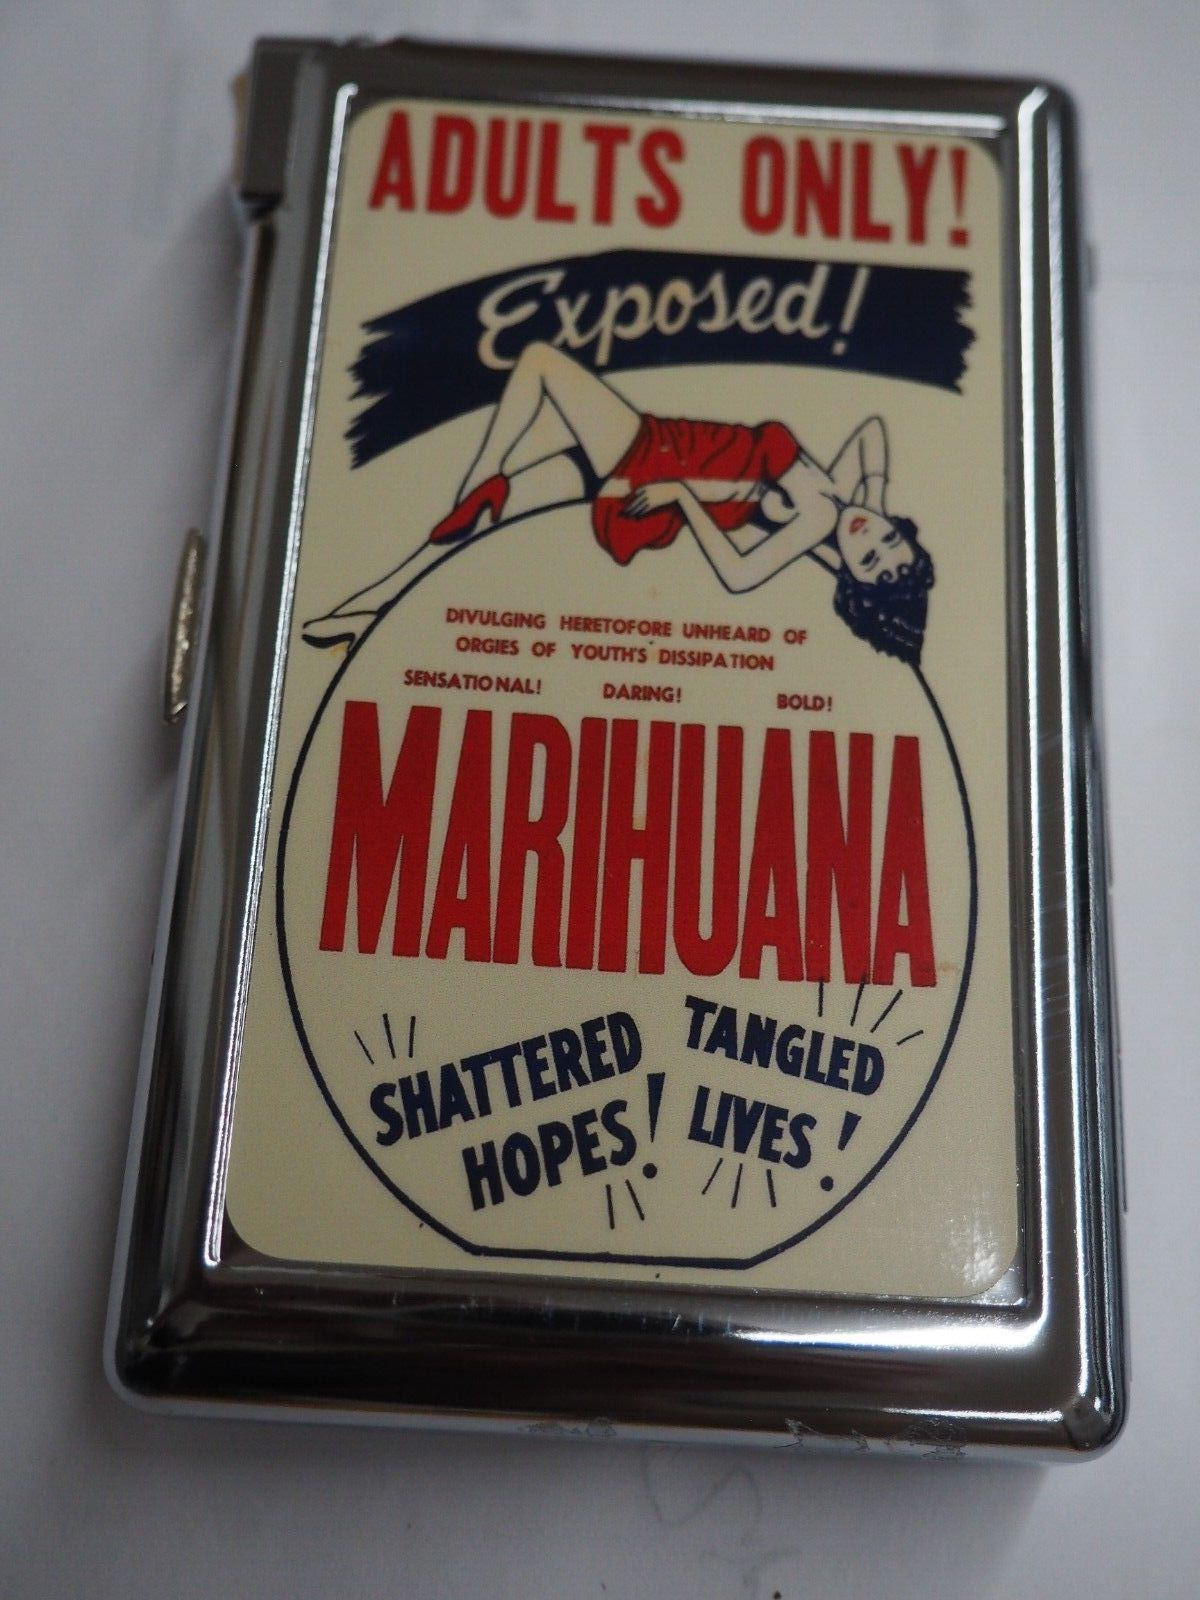 ADULTS ONLY!
Exposed!
DIVULGING HERETOFORE UNHEARD OF
ORGIES OF YOUTH'S DISSIPATION
SENSATIONAL! DARING! BOLD!
MARIHUANA
SHATTERED
HOPES!
TANGLED
LIVES!